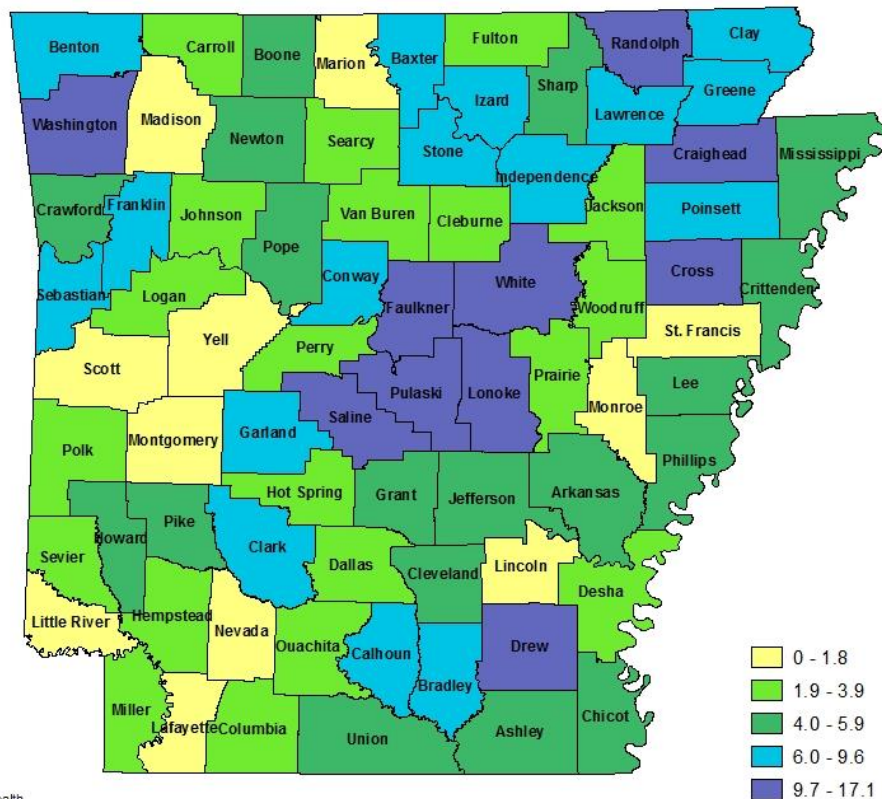 Benton
Carroll
Boone
Marion
Baxter
Fulton
Randolph
Clay
Sharp
Izard
Lawrence
Greene
Washington
Madison
Newton
Searcy
Stone
Independence
Craighead
Mississippi
Crawford
Franklin
Johnson
Pope
Van Buren
Cleburne
Jackson
Poinsett
Sebastian
Logan
Conway
Faulkner
White
Woodruff
Cross
Crittenden
Scott
Yell
Perry
Pulaski
Lonoke
Prairie
St. Francis
Monroe
Lee
Polk
Montgomery
Garland
Saline
Phillips
Hot Spring
Grant
Jefferson
Arkansas
Howard
Pike
Clark
Sevier
Dallas
Cleveland
Lincoln
Desha
Little River
Hempstead
Nevada
Ouachita
Calhoun
Bradley
Drew
Miller
Lafayette
Columbia
Union
Ashley
Chicot
0 - 1.8
1.9 - 3.9
4.0 - 5.9
6.0 - 9.6
9.7 - 17.1